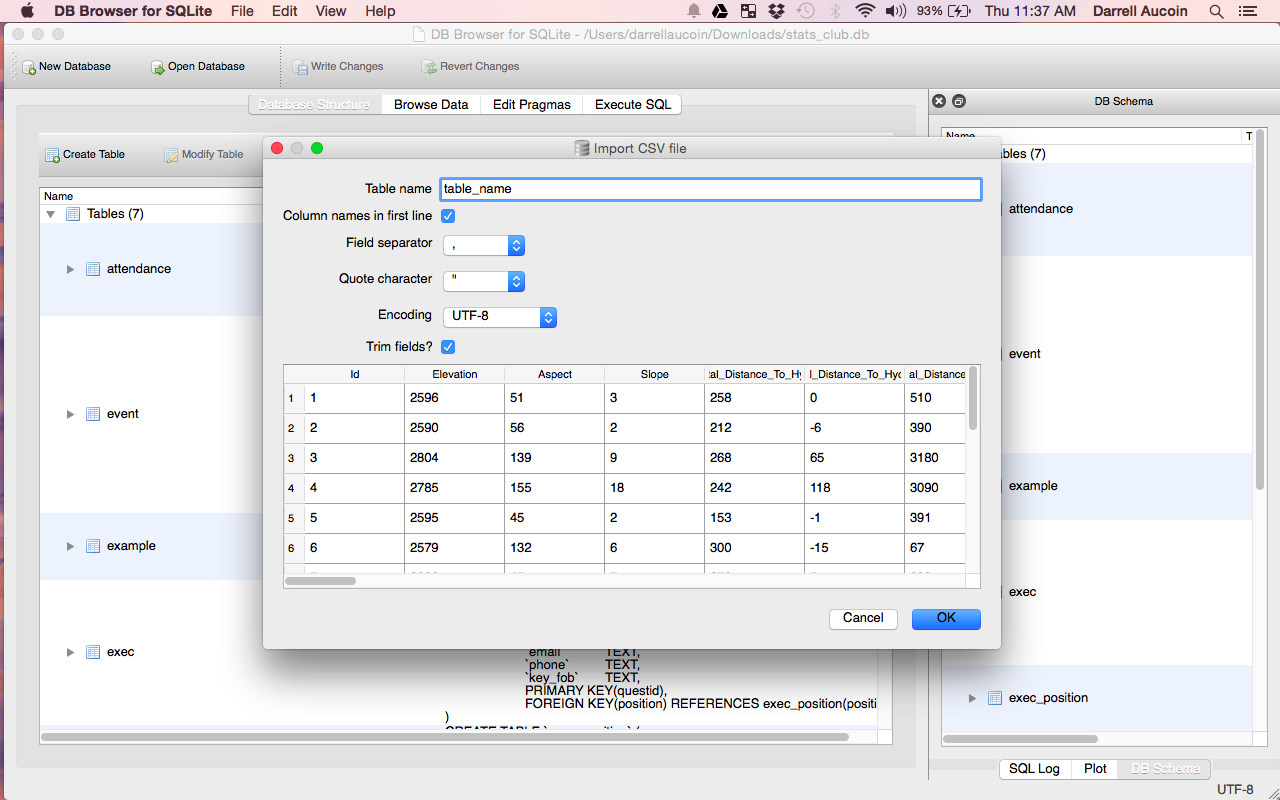 DB Browser for SQLite File Edit View Help 93% Thu 11:37 AM Darrell Aucoin
DB Browser for SQLite - /Users/darrellaucoin/Downloads/stats_club.db
New Database Open Database Write Changes Revert Changes
Database Structure Browse Data Edit Pragmas Execute SQL
DB Schema
Create Table Modify Table
Import CSV file
Name
Tables (7)
attendance
event
example
exec
Table name table_name
Column names in first line
Field separator ,
Quote character "
Encoding UTF-8
Trim fields?
Id Elevation Aspect Slope tal_Distance_To_Hy l_Distance_To_Hyd al_Distance
1 1 2596 51 3 258 0 510
2 2 2590 56 2 212 -6 390
3 3 2804 139 9 268 65 3180
4 4 2785 155 18 242 118 3090
5 5 2595 45 2 153 -1 391
6 6 2579 132 6 300 -15 67
Cancel OK
`email` TEXT,
`phone` TEXT,
`key_fob` TEXT,
PRIMARY KEY(questid),
FOREIGN KEY(position) REFERENCES exec_position(positi
)
Name T
bles (7)
attendance
event
example
exec
exec_position
SQL Log Plot DB Schema
UTF-8